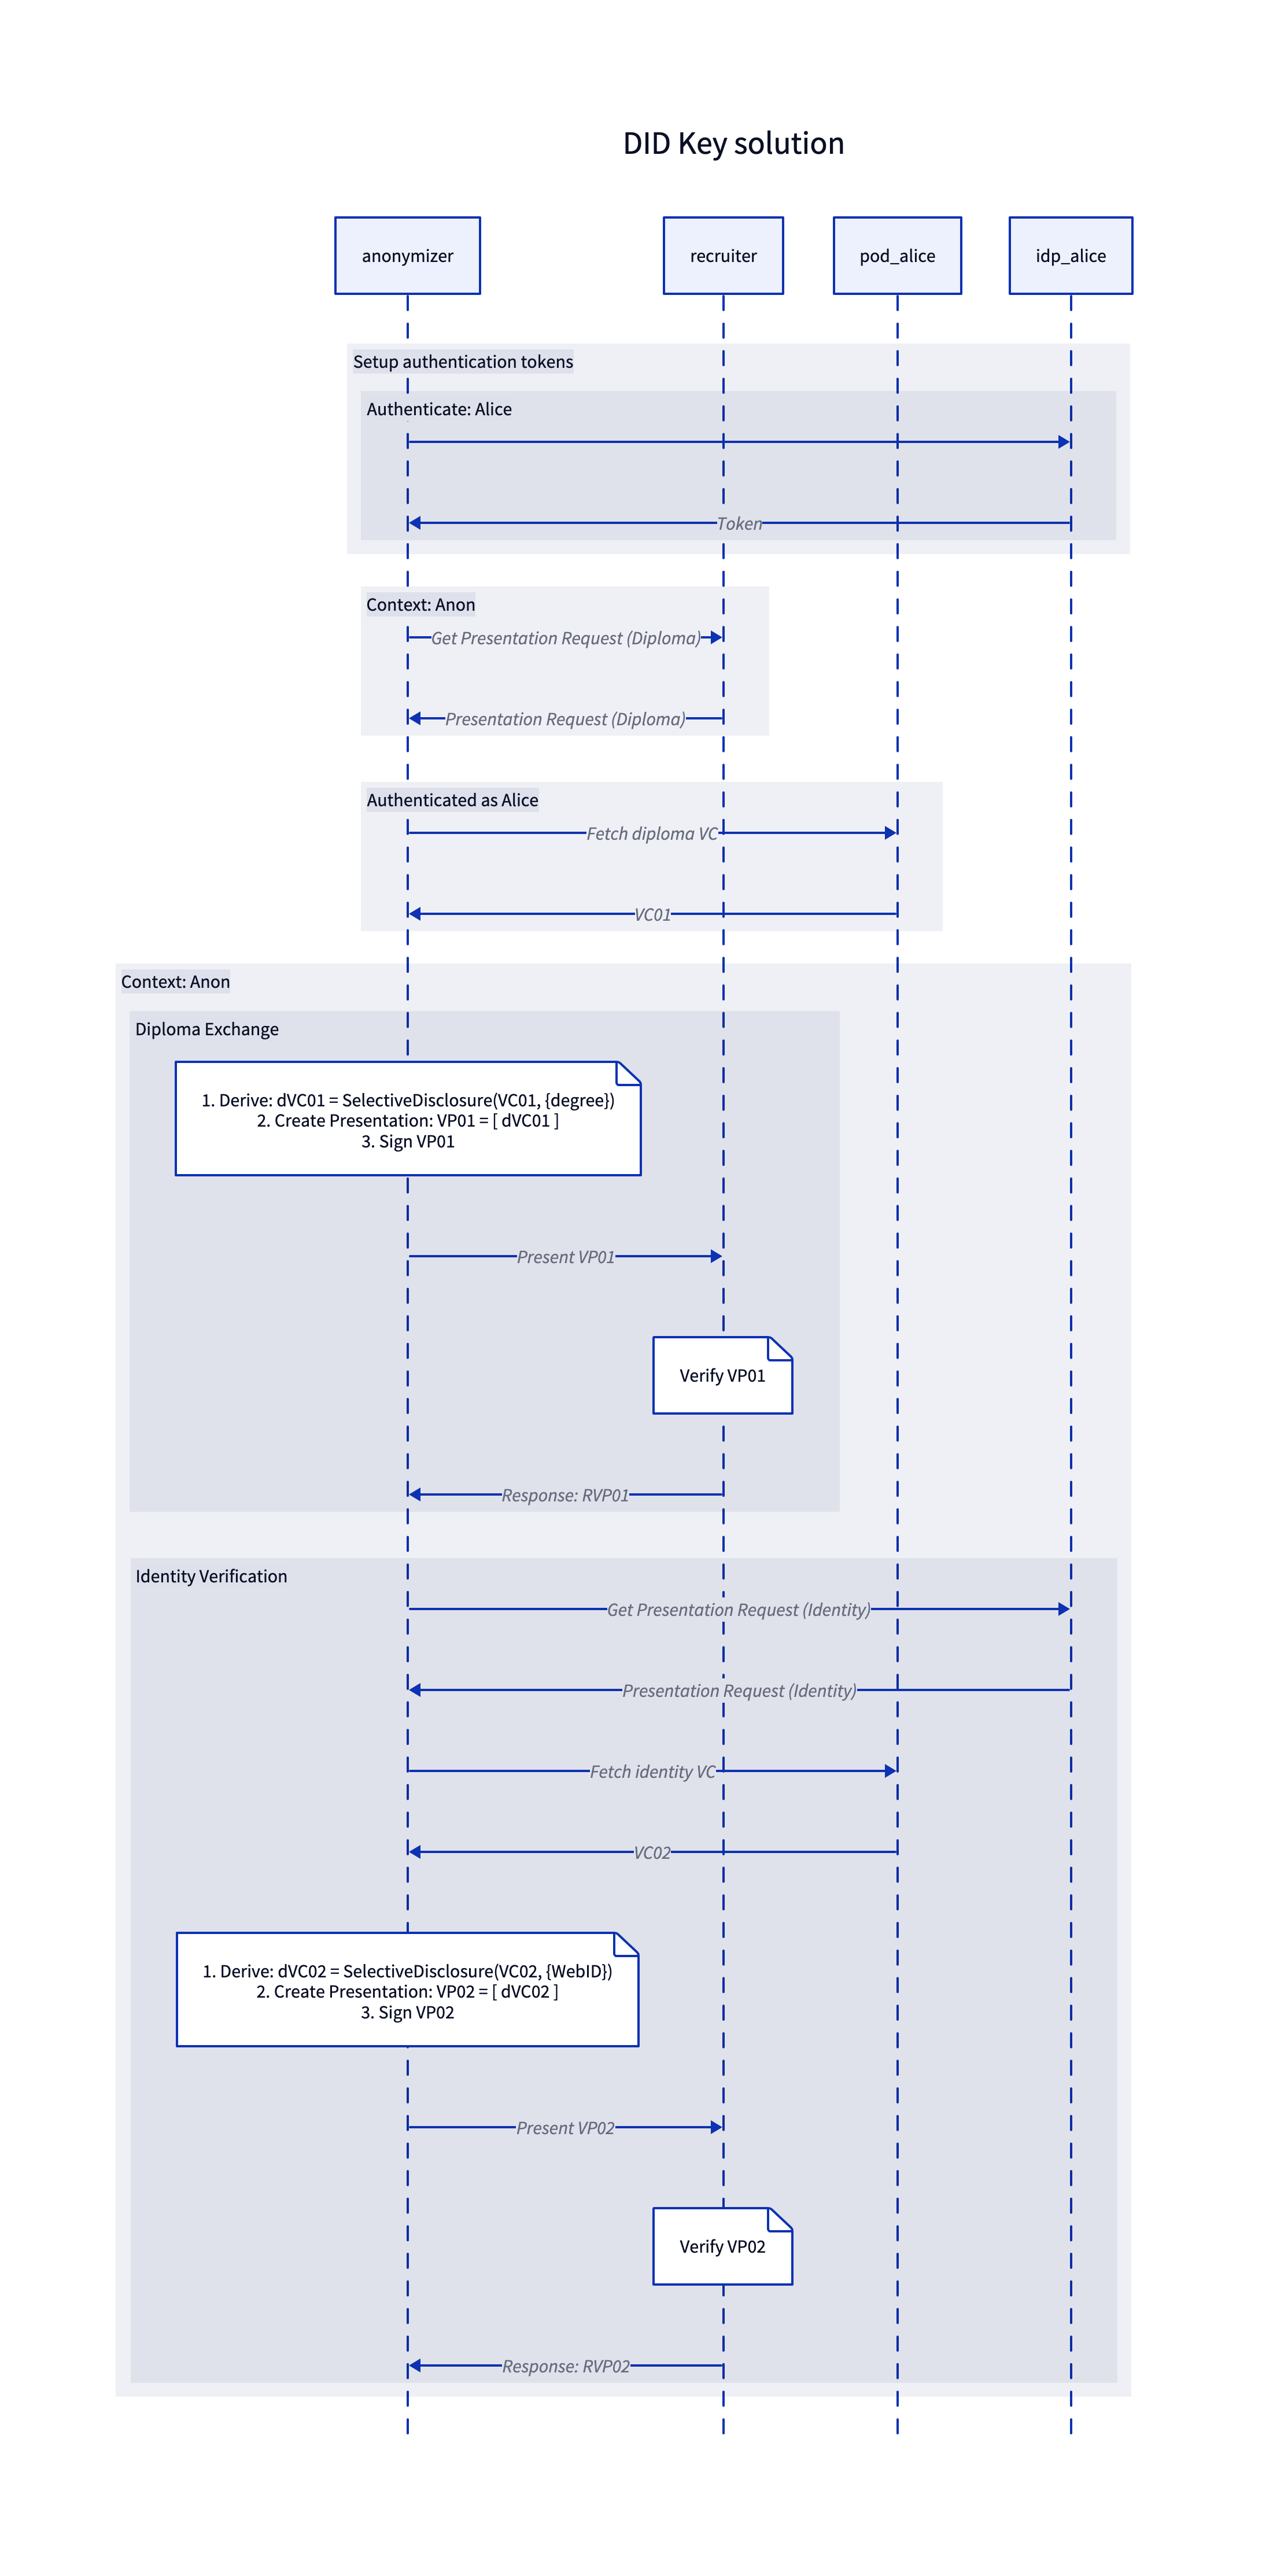 DID Key solution
anonymizer
recruiter
pod_alice
idp_alice
Setup authentication tokens
Authenticate: Alice
Token
Context: Anon
Get Presentation Request (Diploma)
Presentation Request (Diploma)
Authenticated as Alice
Fetch diploma VC
VC01
Context: Anon
Diploma Exchange
1. Derive: dVC01 = SelectiveDisclosure(VC01, {degree})
2. Create Presentation: VP01 = [ dVC01 ]
3. Sign VP01
Present VP01
Verify VP01
Response: RVP01
Identity Verification
Get Presentation Request (Identity)
Presentation Request (Identity)
Fetch identity VC
VC02
1. Derive: dVC02 = SelectiveDisclosure(VC02, {WebID})
2. Create Presentation: VP02 = [ dVC02 ]
3. Sign VP02
Present VP02
Verify VP02
Response: RVP02